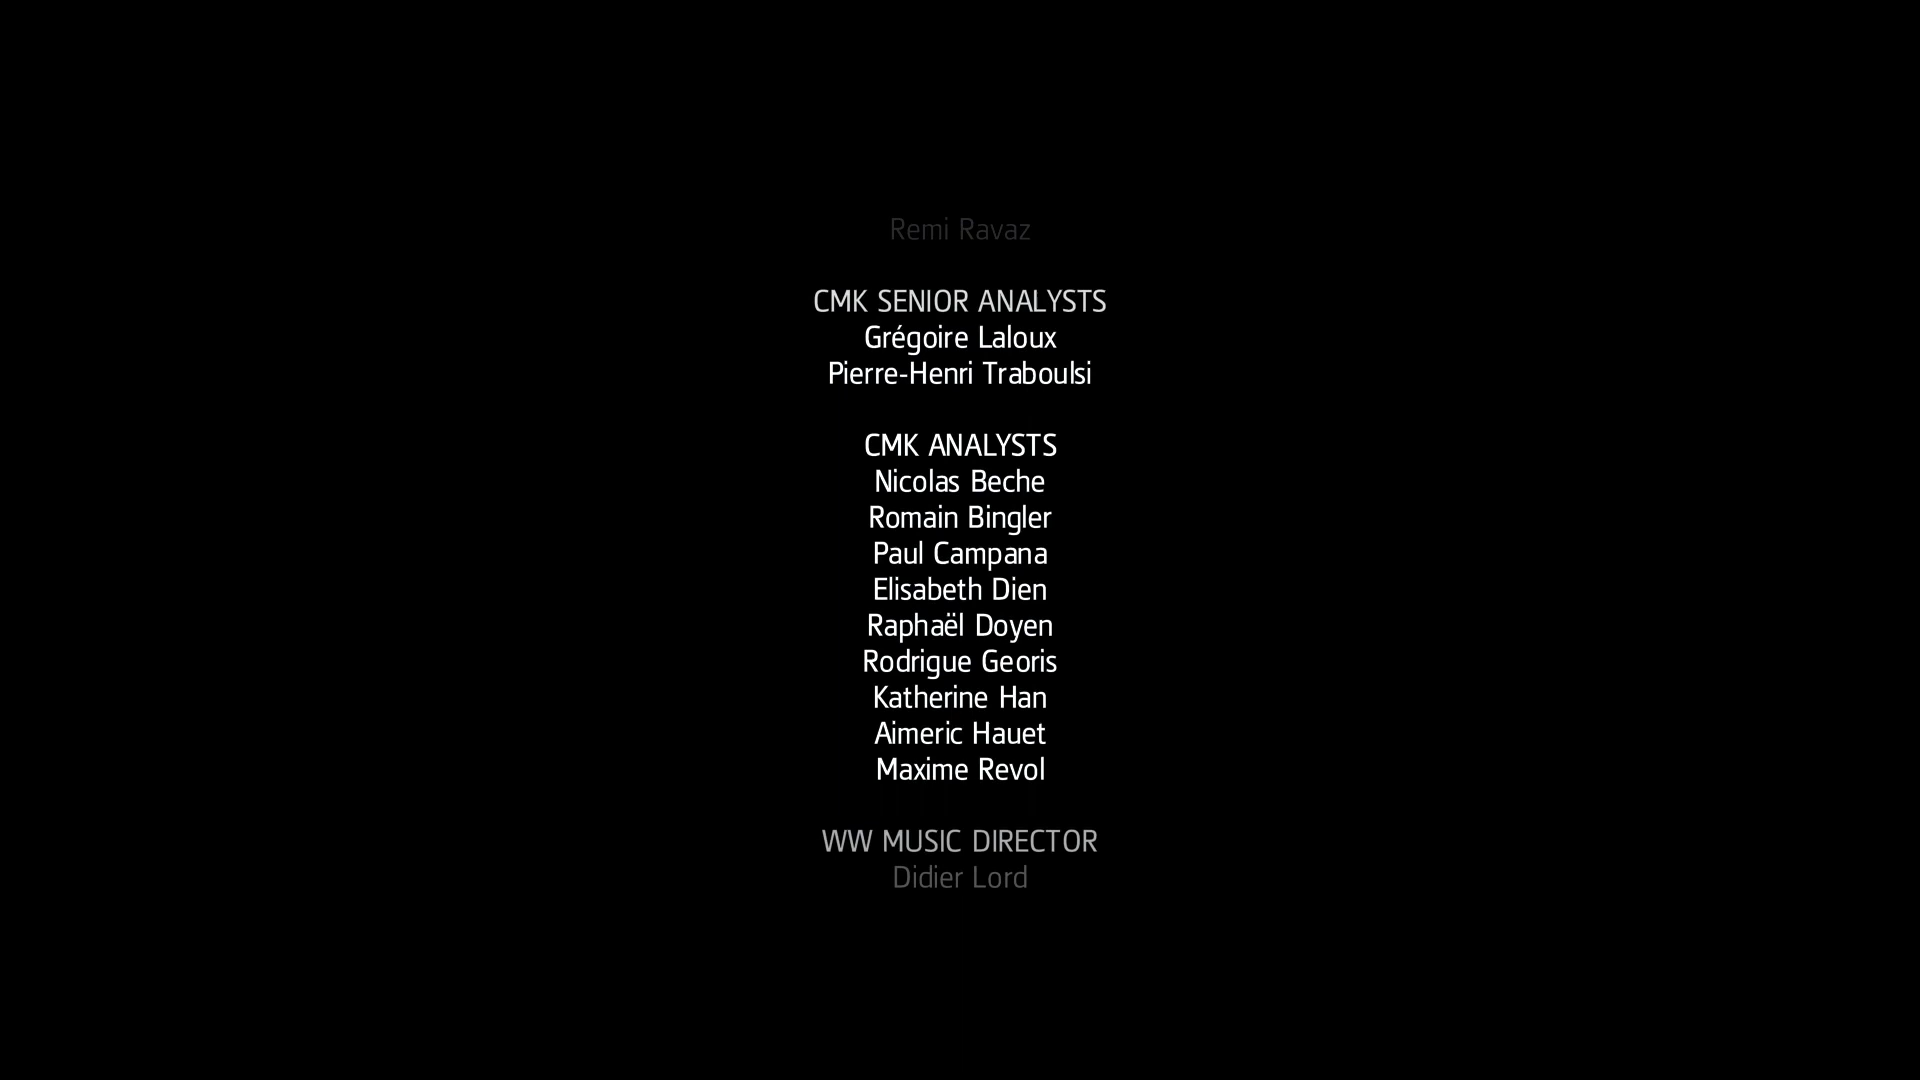 Remi Ravaz
CMK SENIOR ANALYSTS
Grégoire Laloux
Pierre-Henri Traboulsi
CMK ANALYSTS
Nicolas Beche
Romain Bingler
Paul Campana
Elisabeth Dien
Raphaël Doyen
Rodrigue Georis
Katherine Han
Aimeric Hauet
Maxime Revol
WW MUSIC DIRECTOR
Didier Lord